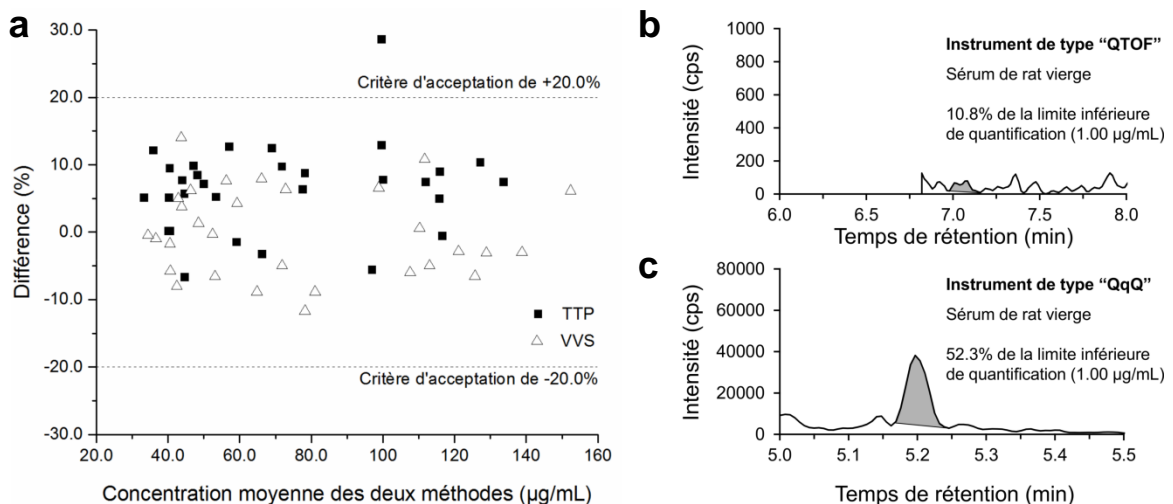 a
30.0
20.0
10.0
0.0
-10.0
-20.0
-30.0
Différence (%)
Critère d'acceptation de +20.0%
TTP
VVS
Critère d'acceptation de -20.0%
20.0 40.0 60.0 80.0 100 120 140 160
Concentration moyenne des deux méthodes (µg/mL)
b
1000
800
600
400
200
0
Intensité (cps)
Instrument de type “QTOF”
Sérum de rat vierge
10.8% de la limite inférieure
de quantification (1.00 µg/mL)
6.0 6.5 7.0 7.5 8.0
Temps de rétention (min)
c
80000
60000
40000
20000
0
Intensité (cps)
Instrument de type “QqQ”
Sérum de rat vierge
52.3% de la limite inférieure
de quantification (1.00 µg/mL)
5.0 5.1 5.2 5.3 5.4 5.5
Temps de rétention (min)